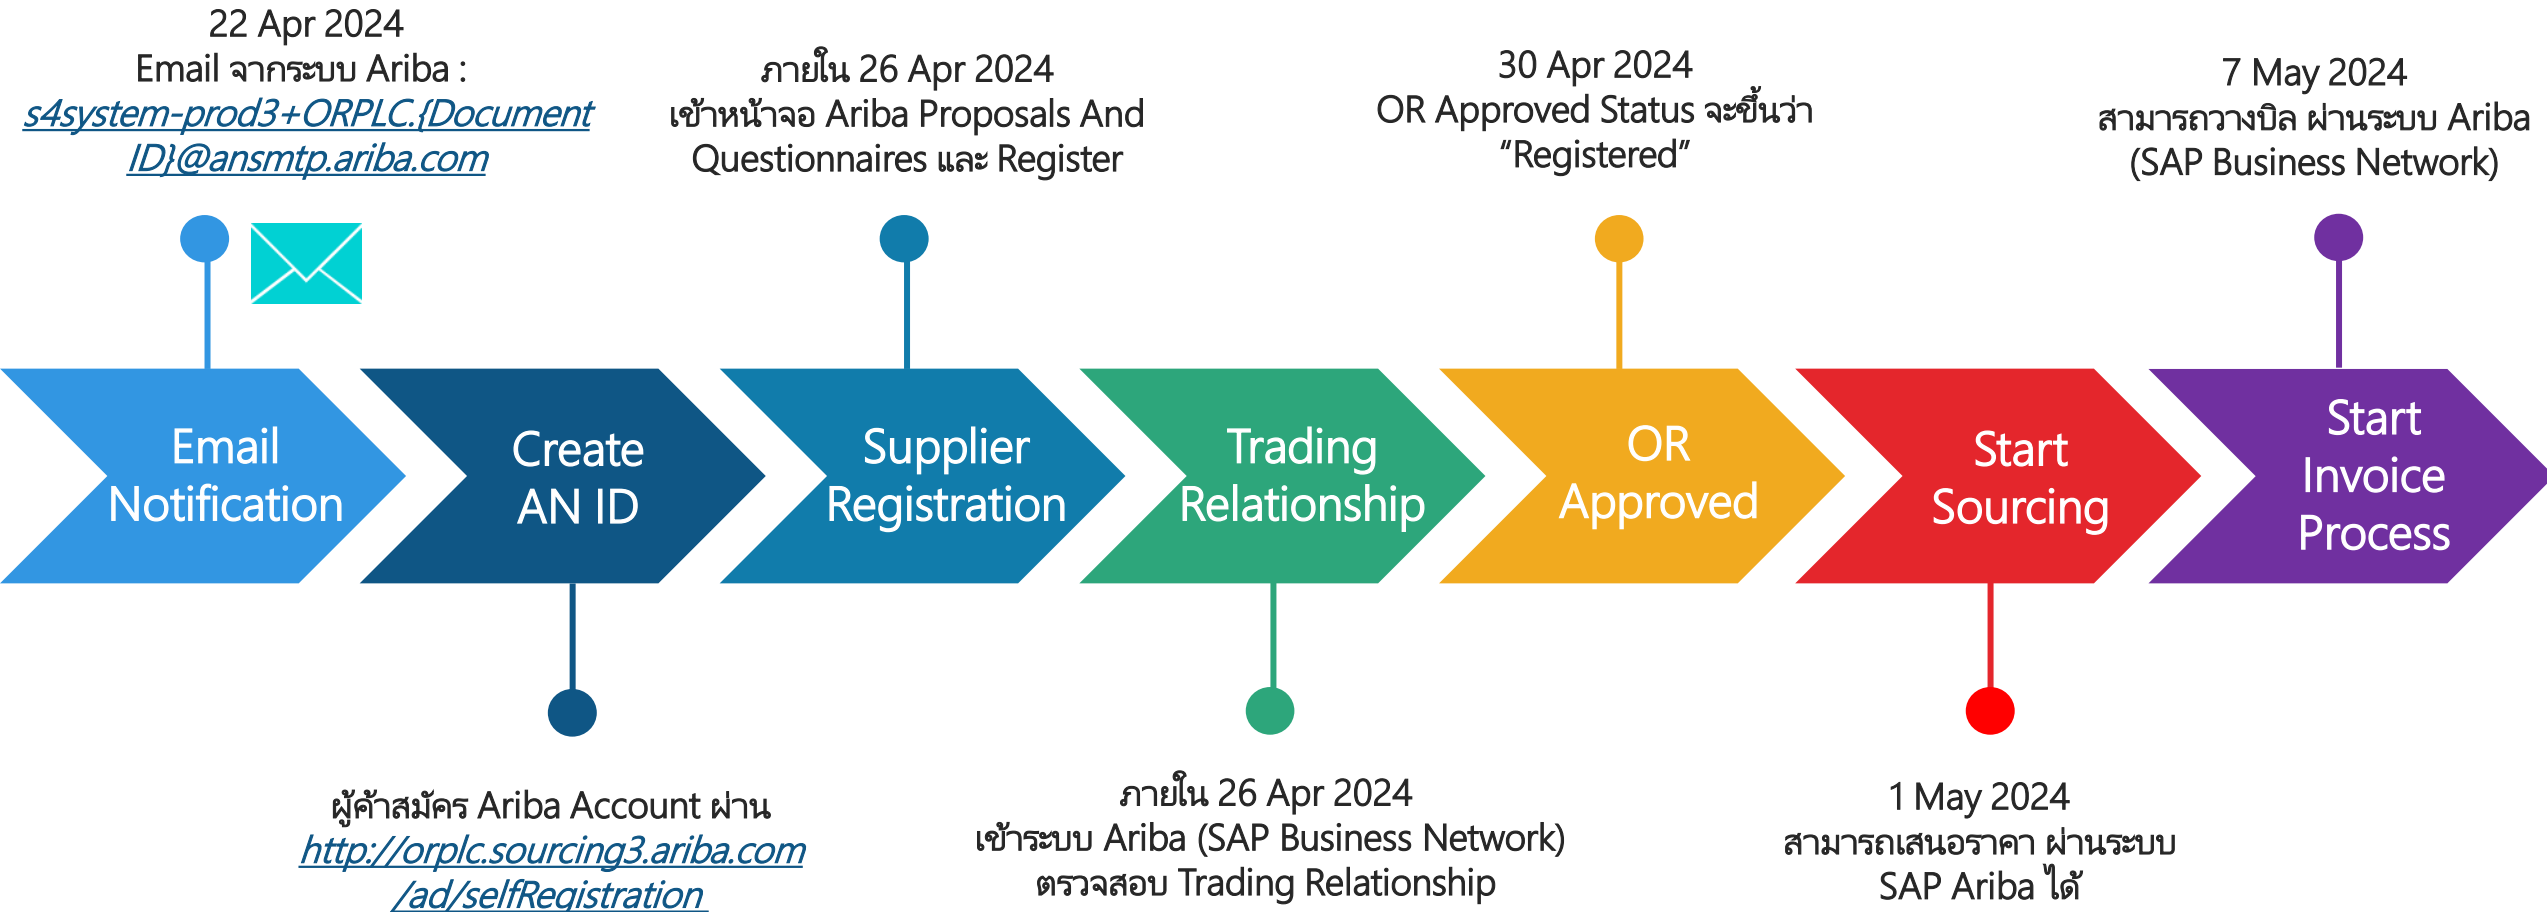 22 Apr 2024
Email จากระบบ Ariba :
s4system-prod3+ORPLC.{Document
ID}@ansmtp.ariba.com
ภายใน 26 Apr 2024
เข้าหน้าจอ Ariba Proposals And
Questionnaires และ Register
30 Apr 2024
OR Approved Status จะขึ้นว่า
“Registered”
7 May 2024
สามารถวางบิล ผ่านระบบ Ariba
(SAP Business Network)
Email
Notification
Create
AN ID
Supplier
Registration
Trading
Relationship
OR
Approved
Start
Sourcing
Start
Invoice
Process
ผู้ค้าสมัคร Ariba Account ผ่าน
http://orplc.sourcing3.ariba.com
/ad/selfRegistration
ภายใน 26 Apr 2024
เข้าระบบ Ariba (SAP Business Network)
ตรวจสอบ Trading Relationship
1 May 2024
สามารถเสนอราคา ผ่านระบบ
SAP Ariba ได้